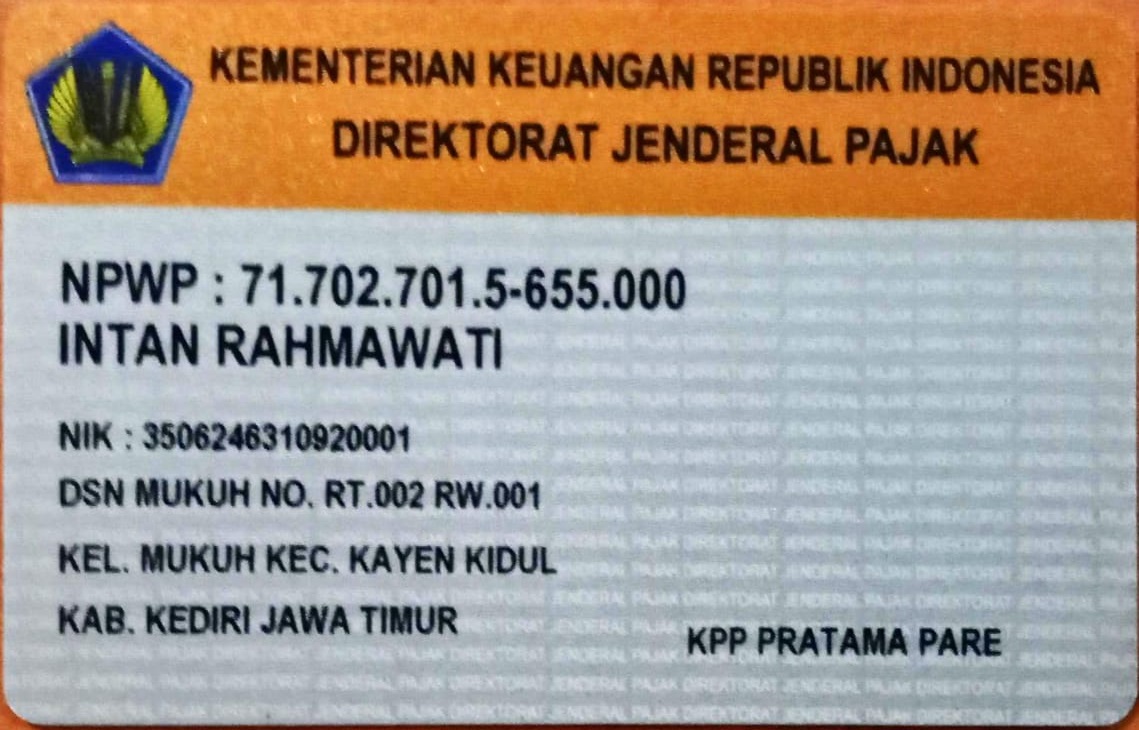 KEMENTERIAN KEUANGAN REPUBLIK INDONESIA
DIREKTORAT JENDERAL PAJAK
NPWP : 71.702.701.5-655.000
INTAN RAHMAWATI
NIK : 3506246310920001
DSN MUKUH NO. RT.002 RW.001
KEL. MUKUH KEC. KAYEN KIDUL
KAB. KEDIRI JAWA TIMUR
KPP PRATAMA PARE